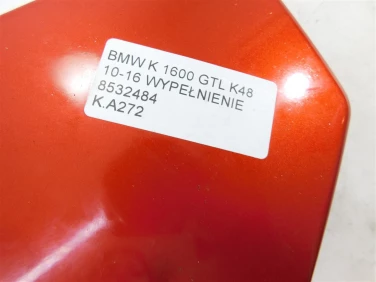 BMW K 1600 GTL K48
10-16 WYPEŁNIENIE
8532484
K.A272